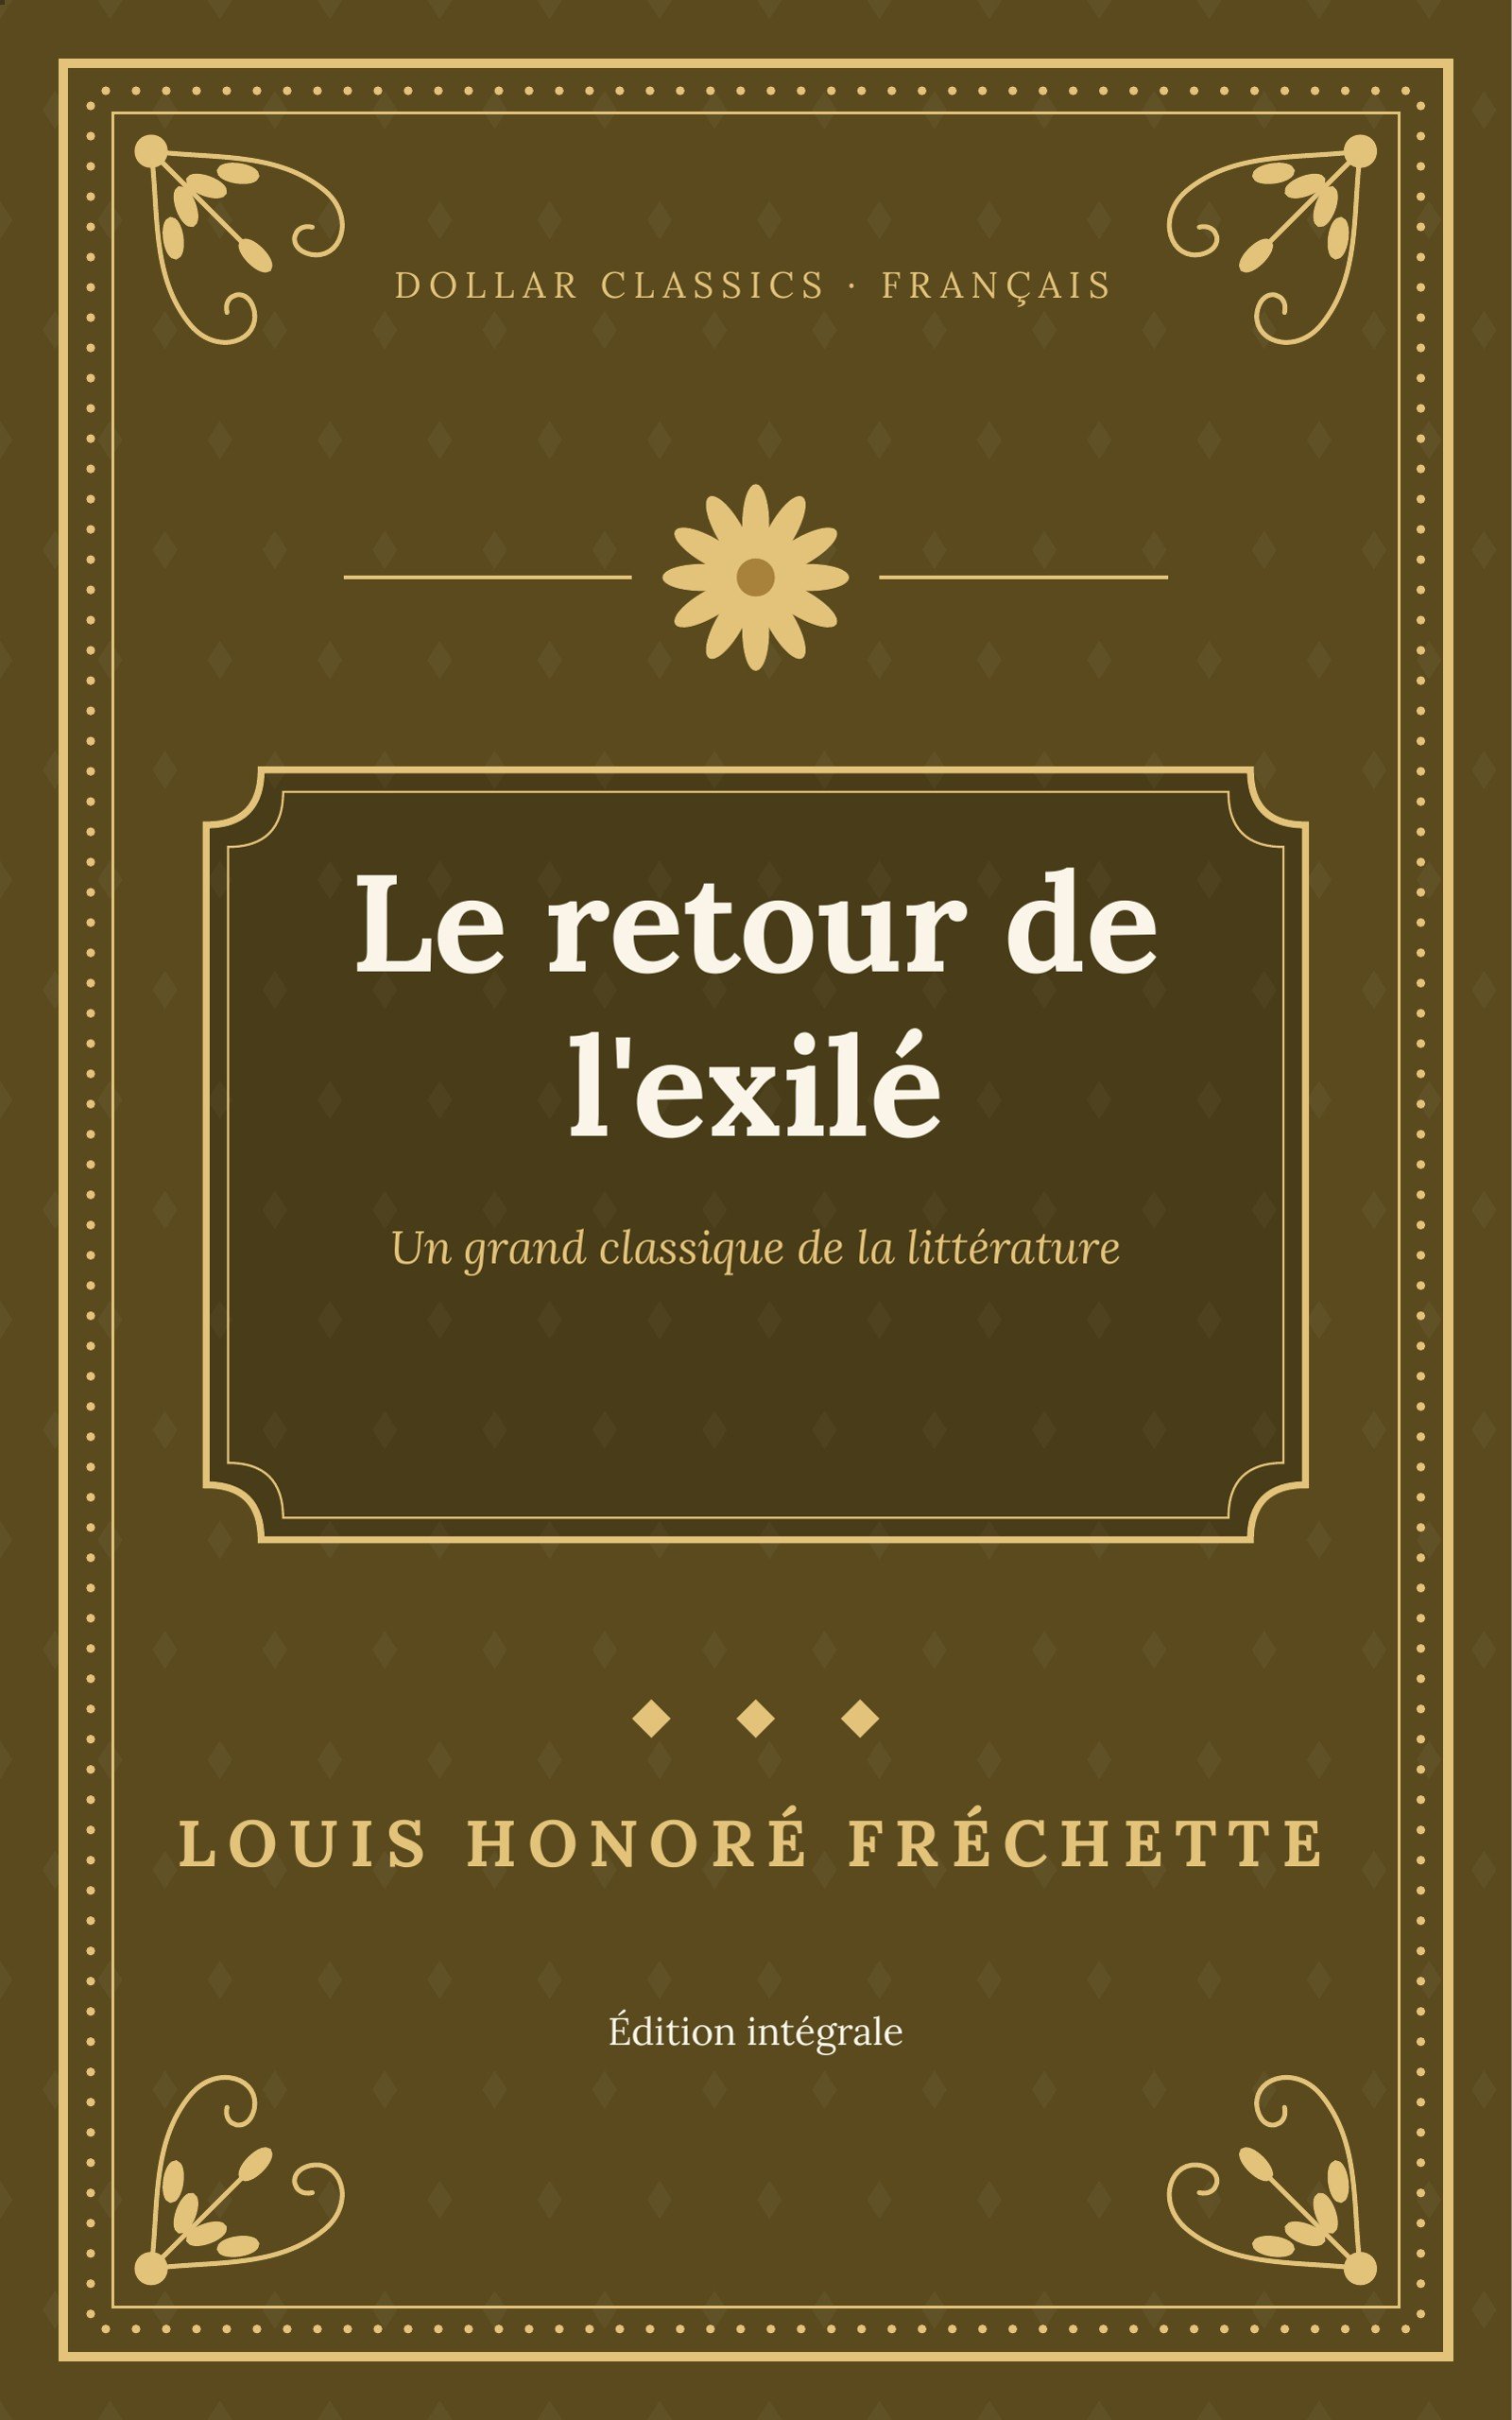 DOLLAR CLASSICS · FRANÇAIS
Le retour de
l'exilé
Un grand classique de la littérature
LOUIS HONORÉ FRÉCHETTE
Édition intégrale